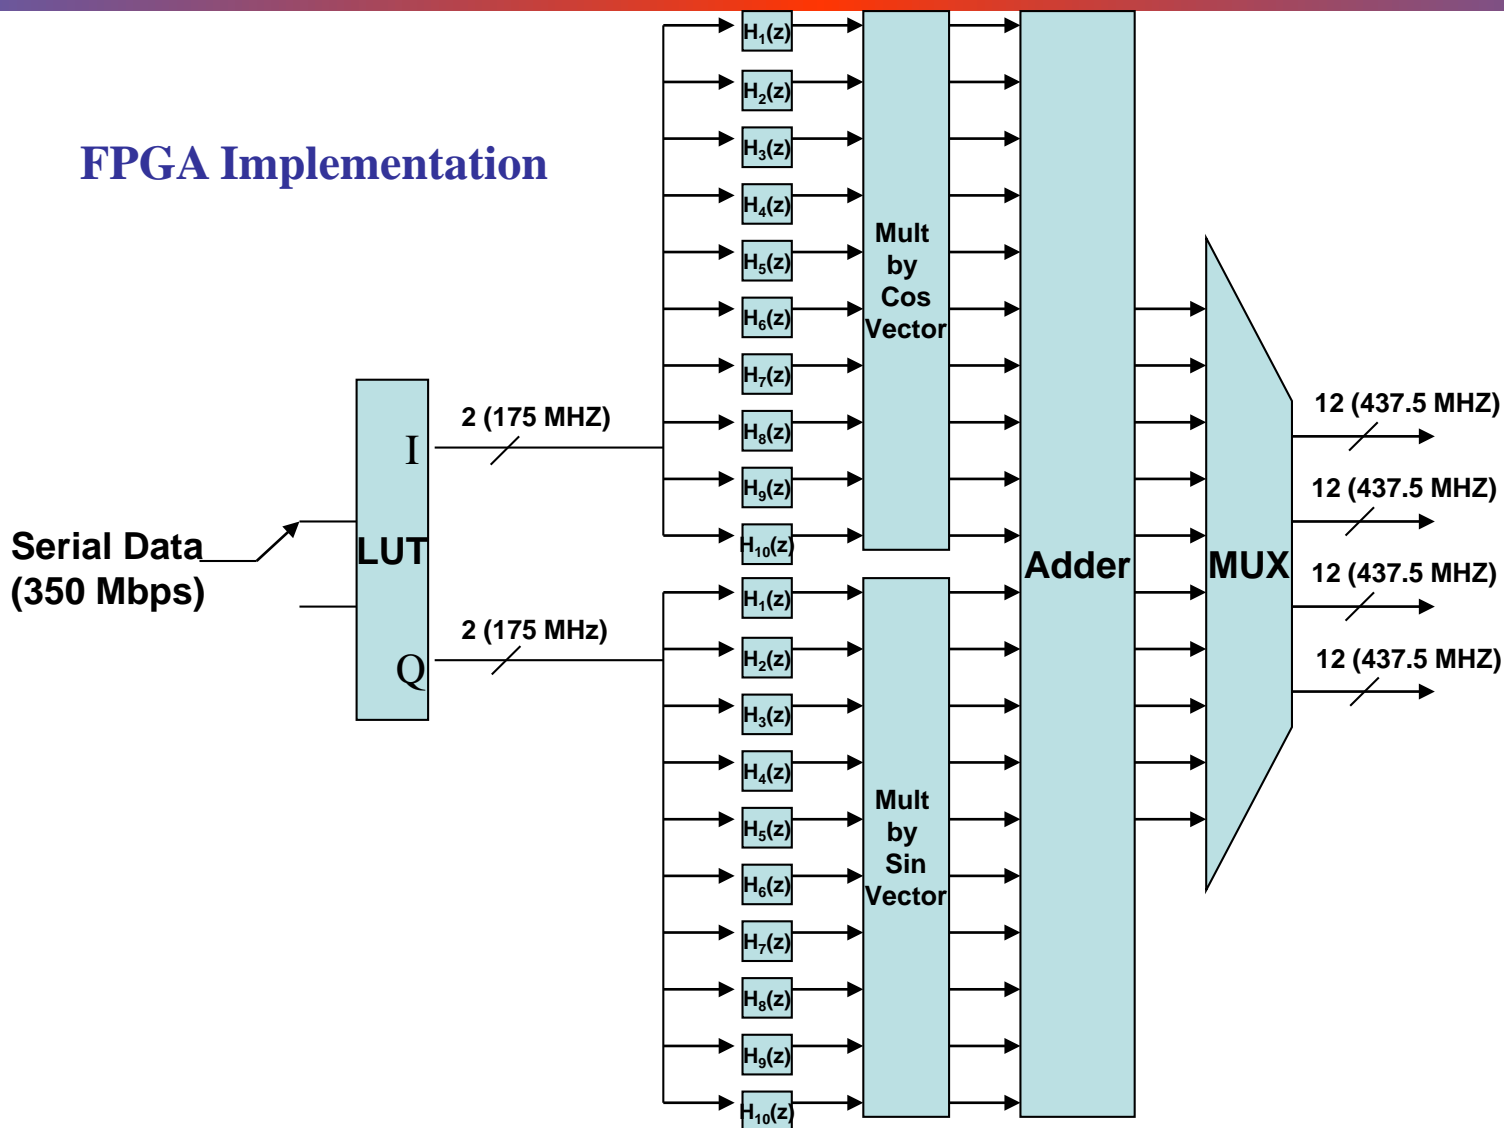 FPGA Implementation
Serial Data
(350 Mbps)
LUT
I
Q
2 (175 MHZ)
2 (175 MHz)
H1(z)
H2(z)
H3(z)
H4(z)
H5(z)
H6(z)
H7(z)
H8(z)
H9(z)
H10(z)
H1(z)
H2(z)
H3(z)
H4(z)
H5(z)
H6(z)
H7(z)
H8(z)
H9(z)
H10(z)
Mult
by
Cos
Vector
Mult
by
Sin
Vector
Adder
MUX
12 (437.5 MHZ)
12 (437.5 MHZ)
12 (437.5 MHZ)
12 (437.5 MHZ)